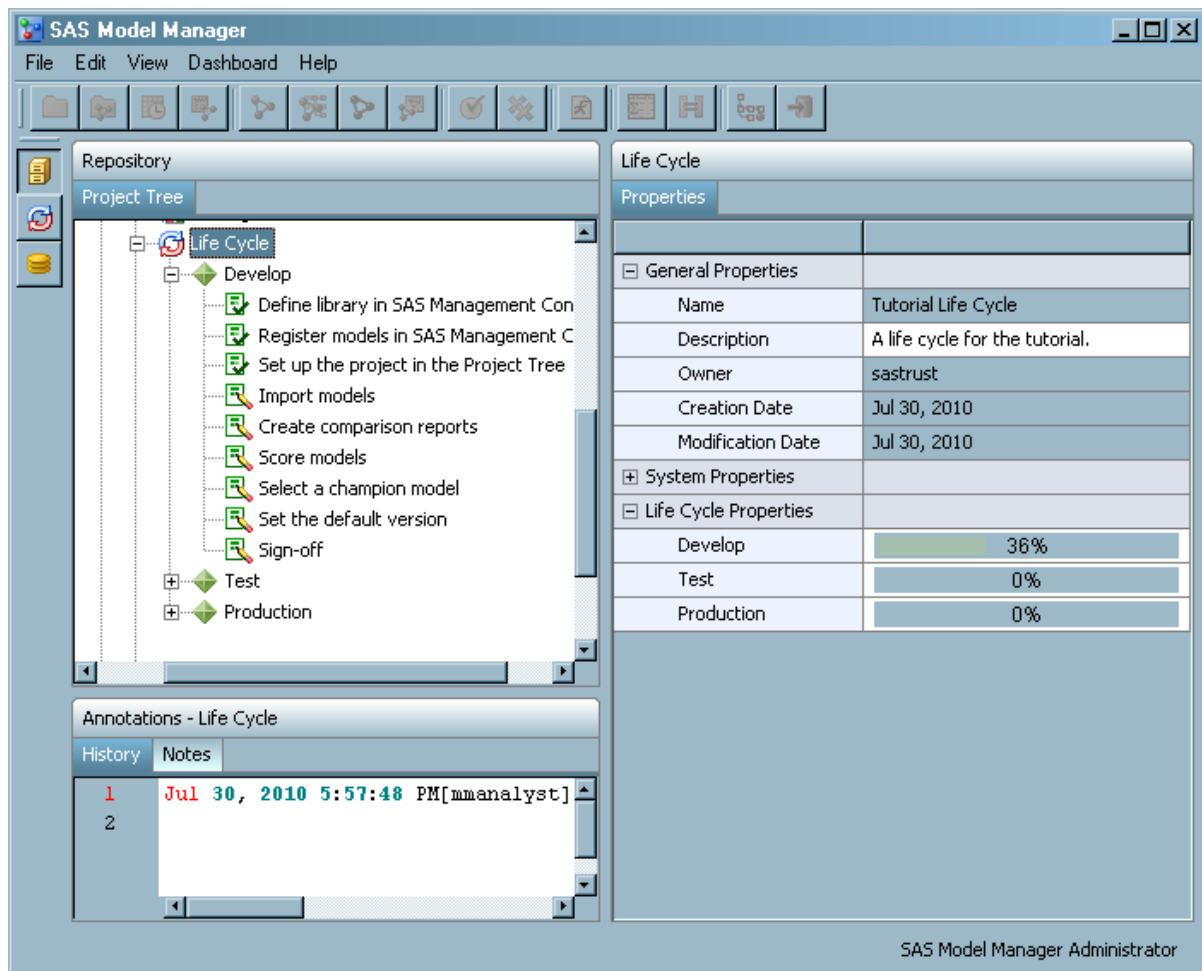 SAS Model Manager
File Edit View Dashboard Help
Repository
Project Tree
Life Cycle
Develop
Define library in SAS Management Con
Register models in SAS Management C
Set up the project in the Project Tree
Import models
Create comparison reports
Score models
Select a champion model
Set the default version
Sign-off
Test
Production
Annotations - Life Cycle
History Notes
1 Jul 30, 2010 5:57:48 PM[mmanalyst]
2
Life Cycle
Properties
General Properties
Name Tutorial Life Cycle
Description A life cycle for the tutorial.
Owner sastrust
Creation Date Jul 30, 2010
Modification Date Jul 30, 2010
System Properties
Life Cycle Properties
Develop 36%
Test 0%
Production 0%
SAS Model Manager Administrator